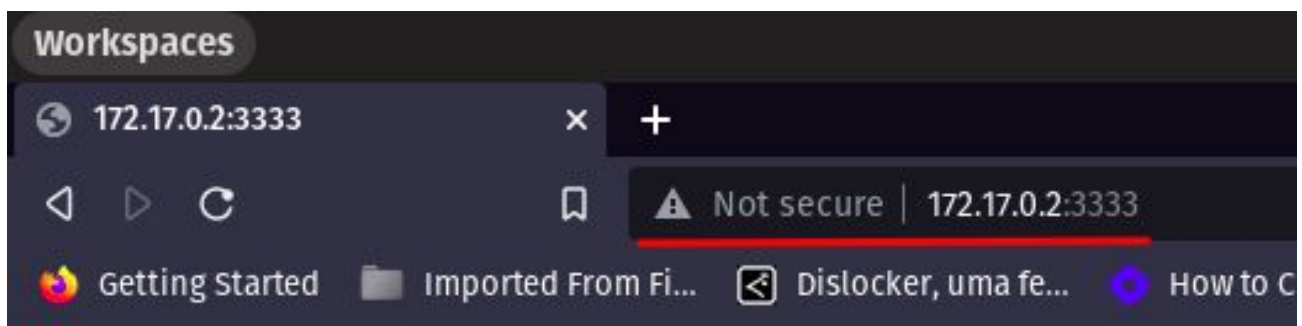 Workspaces
172.17.0.2:3333
Not secure | 172.17.0.2:3333
Getting Started Imported From Fi... Dislocker, uma fe... How to C